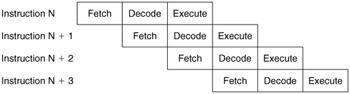 Instruction N Fetch Decode Execute
Instruction N + 1 Fetch Decode Execute
Instruction N + 2 Fetch Decode Execute
Instruction N + 3 Fetch Decode Execute